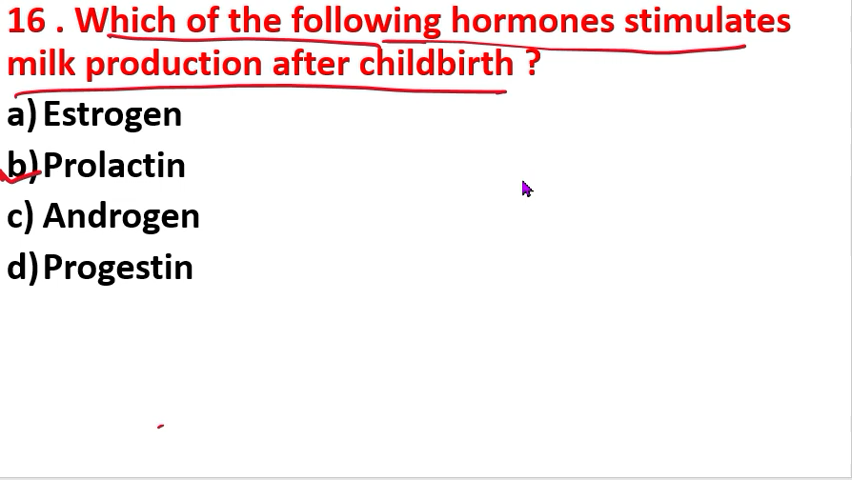 16 . Which of the following hormones stimulates
milk production after childbirth ?
a) Estrogen
b) Prolactin
c) Androgen
d) Progestin